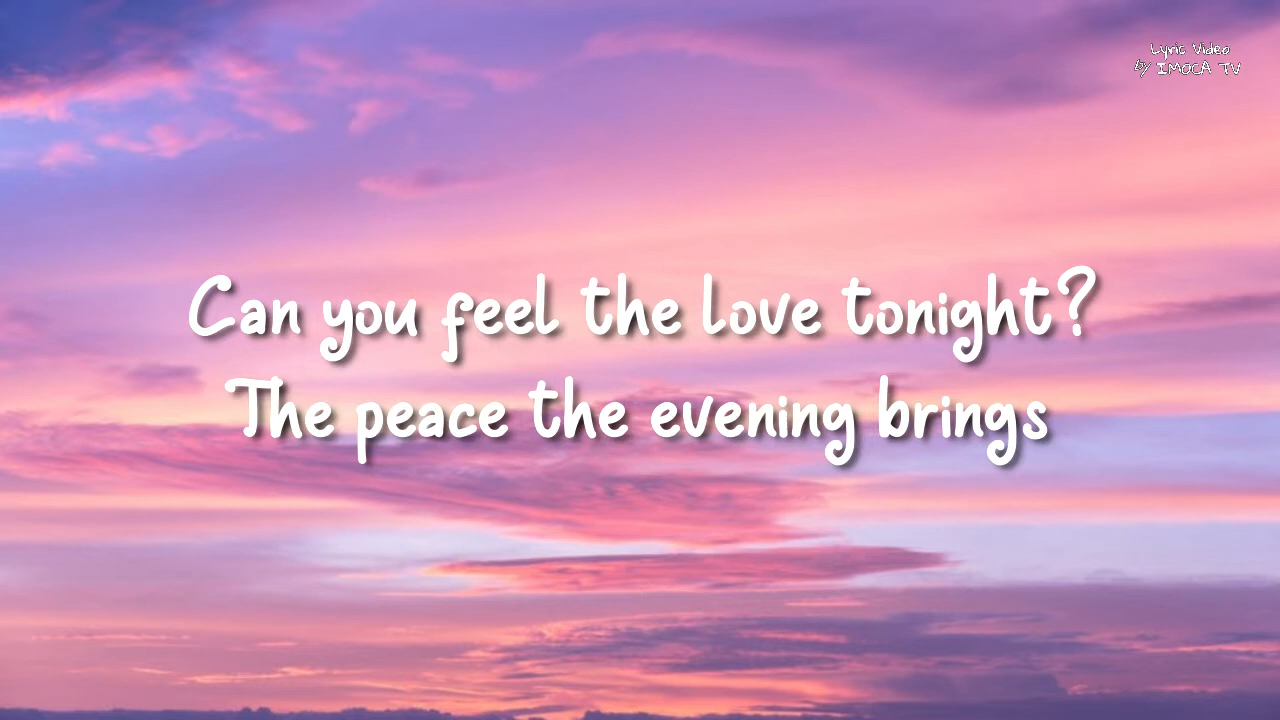 Lyric Video
by IMOCA TV
Can you feel the love tonight?
The peace the evening brings